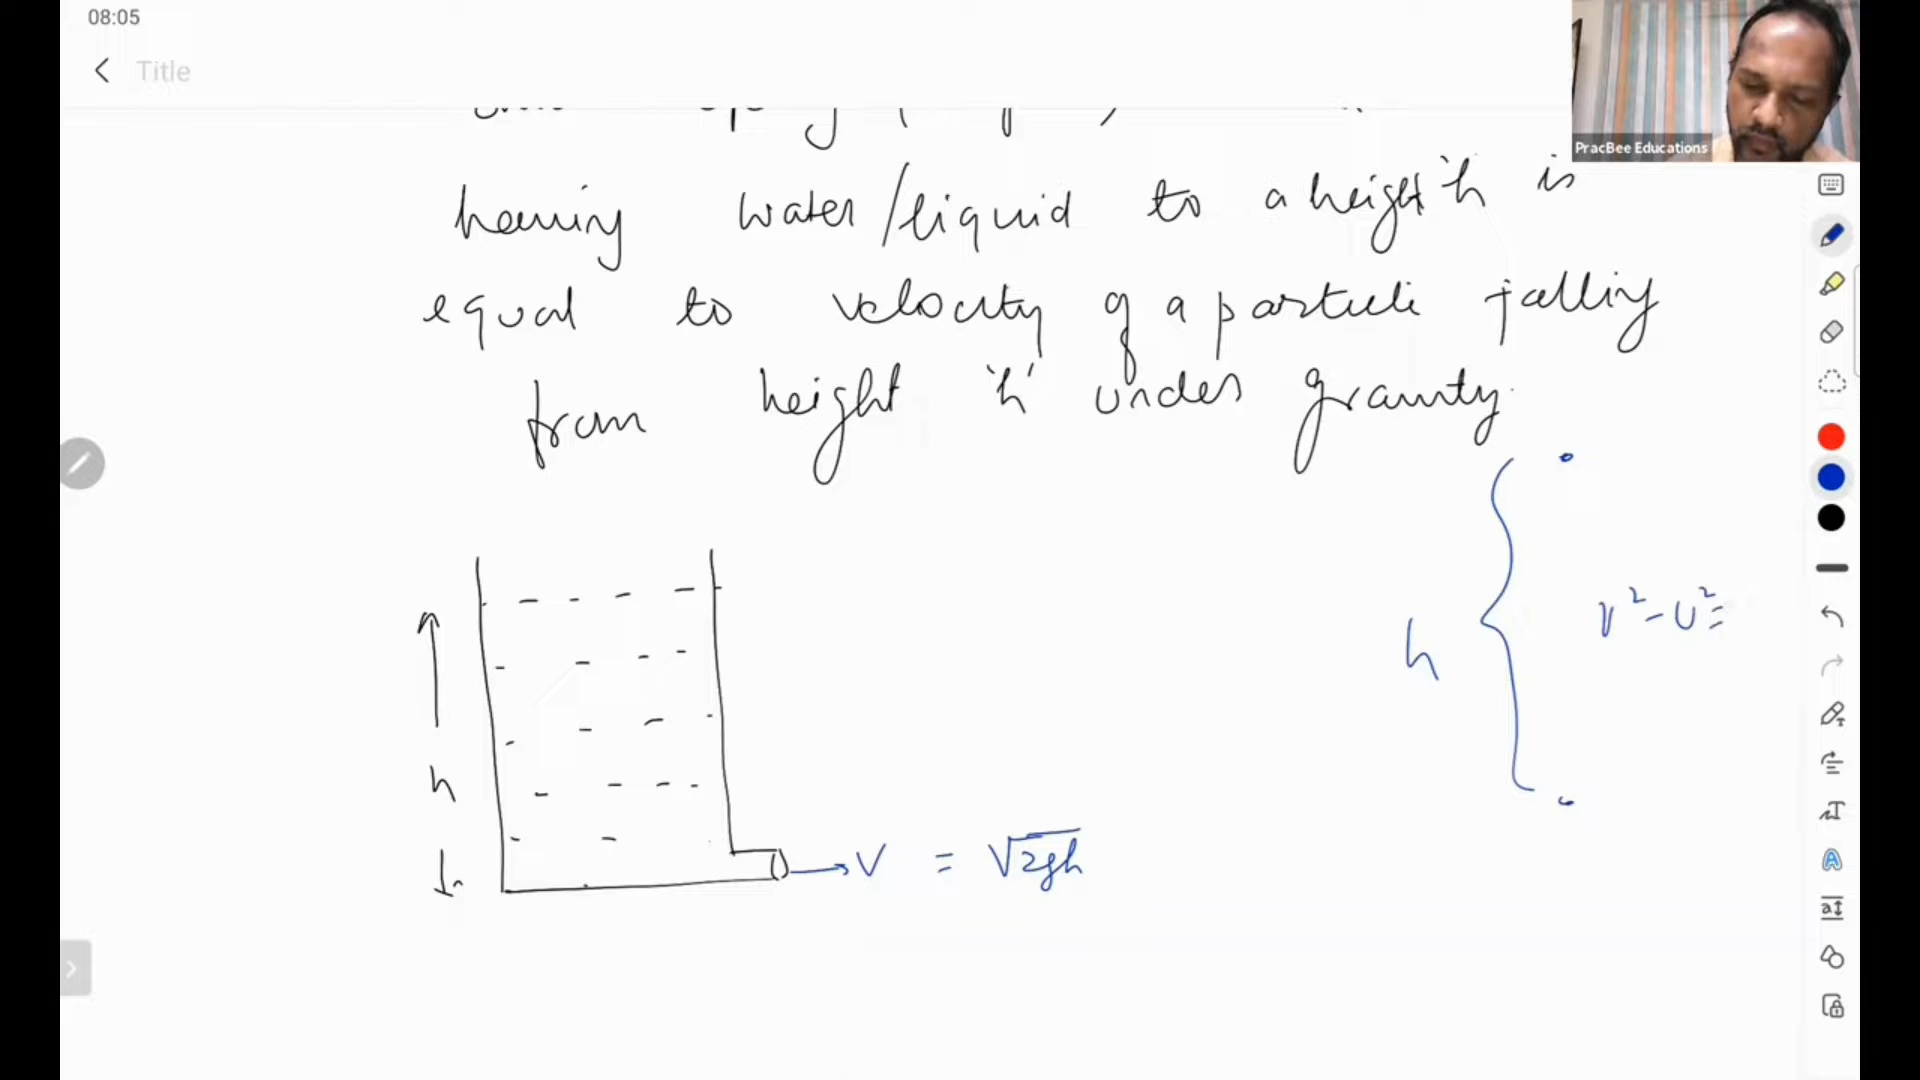 08:05
Title
PracBee Educations
having water/liquid to a height 'h is
equal to velocity of a particle falling
from height 'h' under gravity.
h
v²-u²=
h
V = √2gh